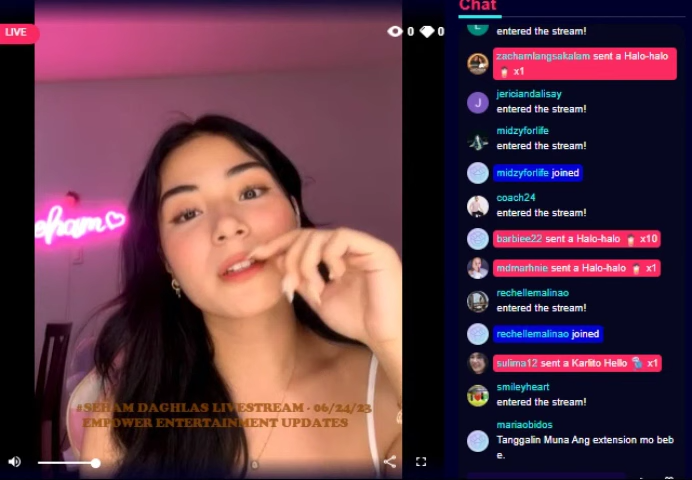 Chat
LIVE
0
0
entered the stream!
zachamlangsakalam sent a Halo-halo
x1
jericiandalisay
entered the stream!
J
midzyforlife
entered the stream!
midzyforlife joined
coach24
entered the stream!
barbiee22 sent a Halo-halo x10
mdmarhnie sent a Halo-halo x1
rechellemalinao
entered the stream!
rechellemalinao joined
sulima12 sent a Karlito Hello x1
smileyheart
entered the stream!
mariaobidos
Tanggalin Muna Ang extension mo beb
e.
eham
#SEHAM DAGHLAS LIVESTREAM - 06/24/23
EMPOWER ENTERTAINMENT UPDATES